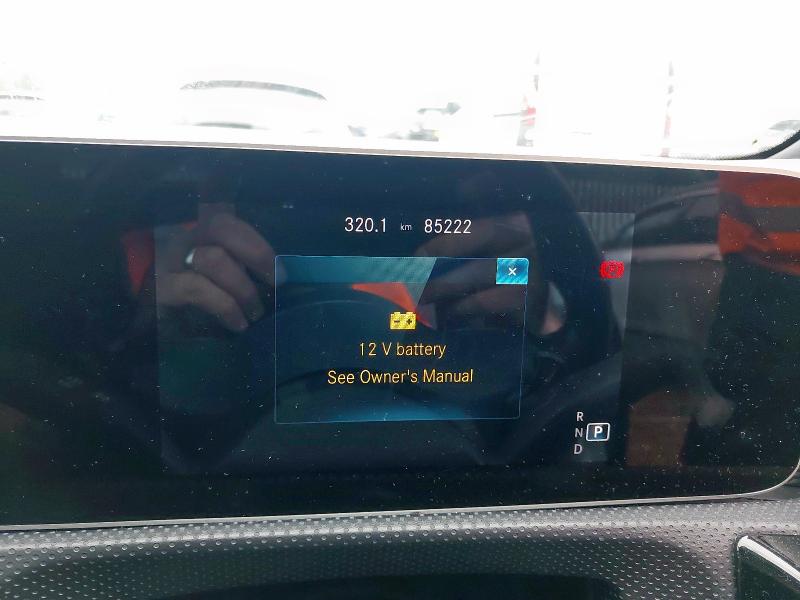 320.1 km 85222
×
12 V battery
See Owner's Manual
R
N P
D